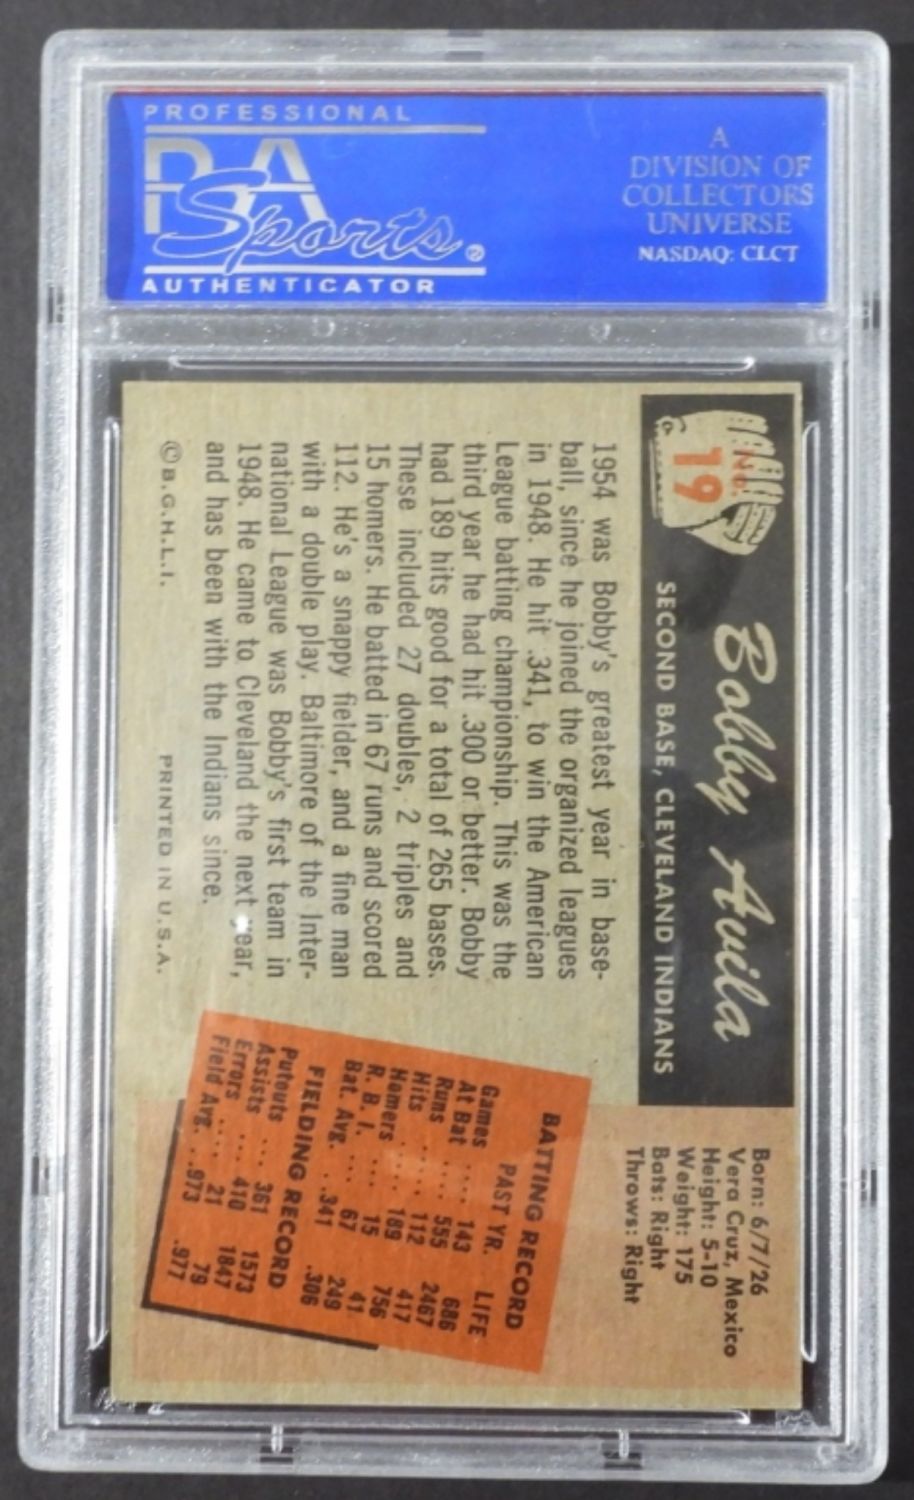 PROFESSIONAL
PSA
Sports
AUTHENTICATOR
A
DIVISION OF
COLLECTORS
UNIVERSE
NASDAQ: CLCT
No.
19
Bobby Avila
SECOND BASE, CLEVELAND INDIANS
Born: 6/7/26
Vera Cruz, Mexico
Height: 5-10
Weight: 175
Bats: Right
Throws: Right
1954 was Bobby's greatest year in base-
ball, since he joined the organized leagues
in 1948. He hit .341, to win the American
League batting championship. This was the
third year he had hit .300 or better. Bobby
had 189 hits good for a total of 265 bases.
These included 27 doubles, 2 triples and
15 homers. He batted in 67 runs and scored
112. He's a snappy fielder, and a fine man
with a double play. Baltimore of the Inter-
national League was Bobby's first team in
1948. He came to Cleveland the next year,
and has been with the Indians since.
BATTING RECORD
PAST YR. LIFE
Games .... 143 686
At Bat .... 555 2467
Runs .... 112 417
Hits .... 189 756
Homers .... 15 41
R. B. I. .... 67 249
Bat. Avg. ... .341 .306
FIELDING RECORD
Putouts ... 361 1573
Assists ... 410 1847
Errors .... 21 79
Field Avg. .. .973 .977
©B.G.H.L.I. PRINTED IN U.S.A.